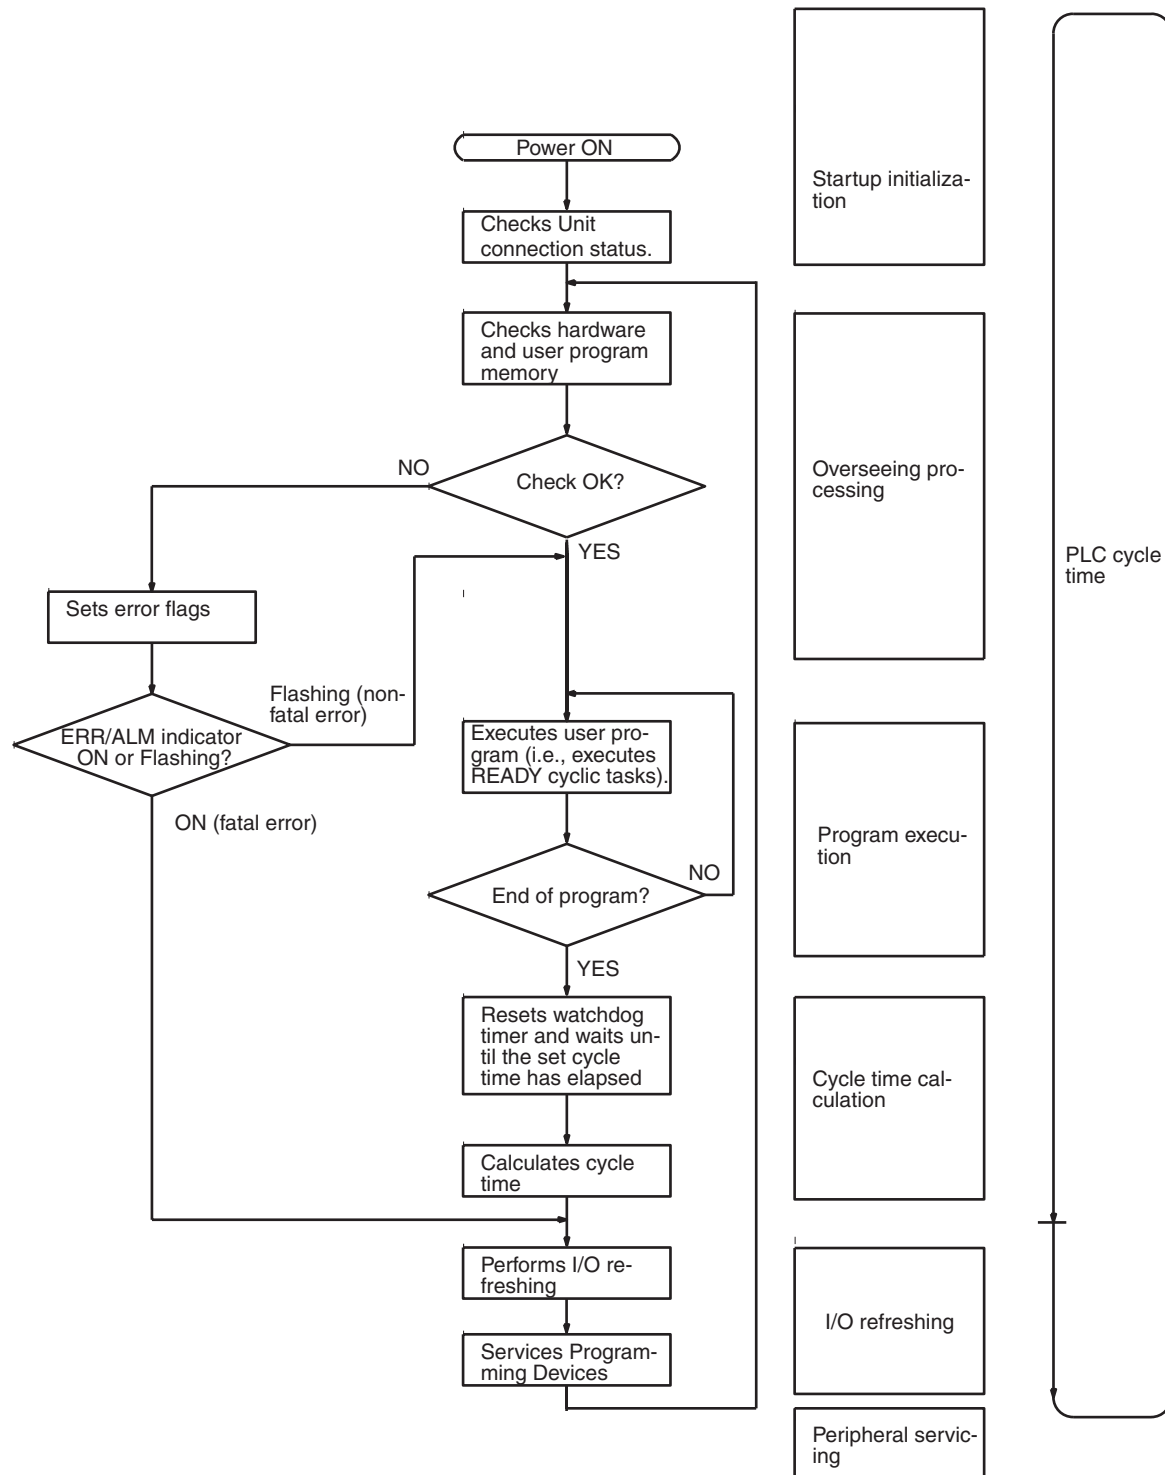 Power ON
Startup initializa-
tion
Checks Unit
connection status.
Checks hardware
and user program
memory
NO
Check OK?
Overseeing pro-
cessing
YES
PLC cycle
time
Sets error flags
Flashing (non-
fatal error)
ERR/ALM indicator
ON or Flashing?
Executes user pro-
gram (i.e., executes
READY cyclic tasks).
ON (fatal error)
Program execu-
tion
NO
End of program?
YES
Resets watchdog
timer and waits un-
til the set cycle
time has elapsed
Cycle time cal-
culation
Calculates cycle
time
Performs I/O re-
freshing
I/O refreshing
Services Program-
ming Devices
Peripheral servic-
ing